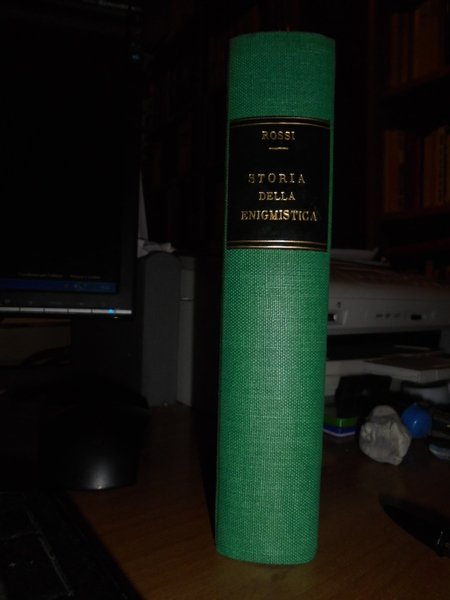 ROSSI
STORIA
DELLA
ENIGMISTICA